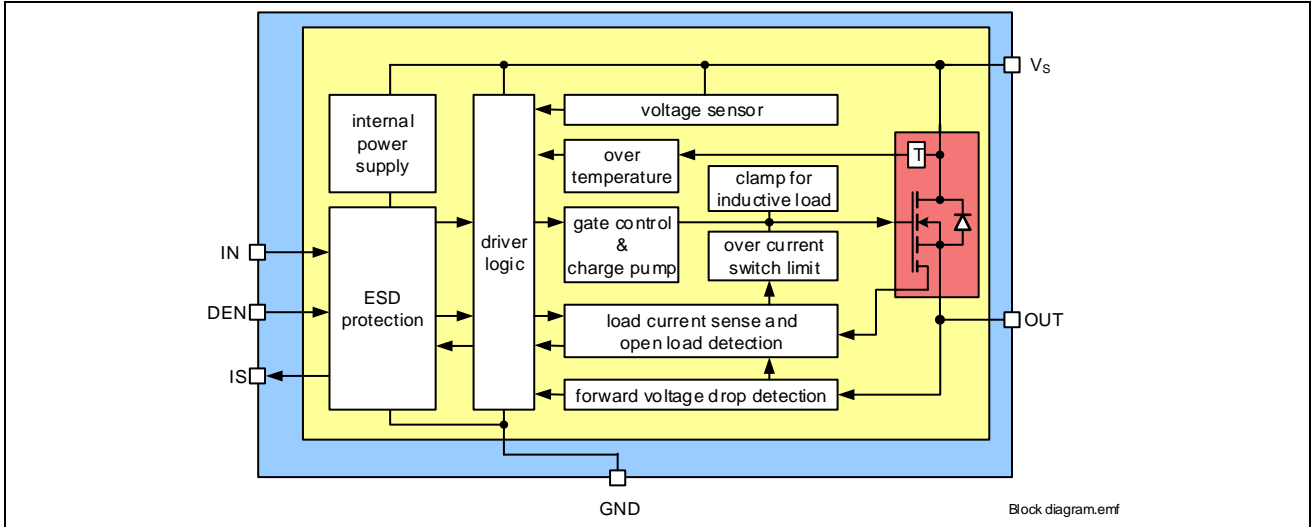 VS
voltage sensor
internal
power
supply
T
over
temperature
clamp for
inductive load
driver
logic
gate control
&
charge pump
over current
switch limit
IN
DEN
IS
ESD
protection
load current sense and
open load detection
OUT
forward voltage drop detection
GND
Block diagram.emf